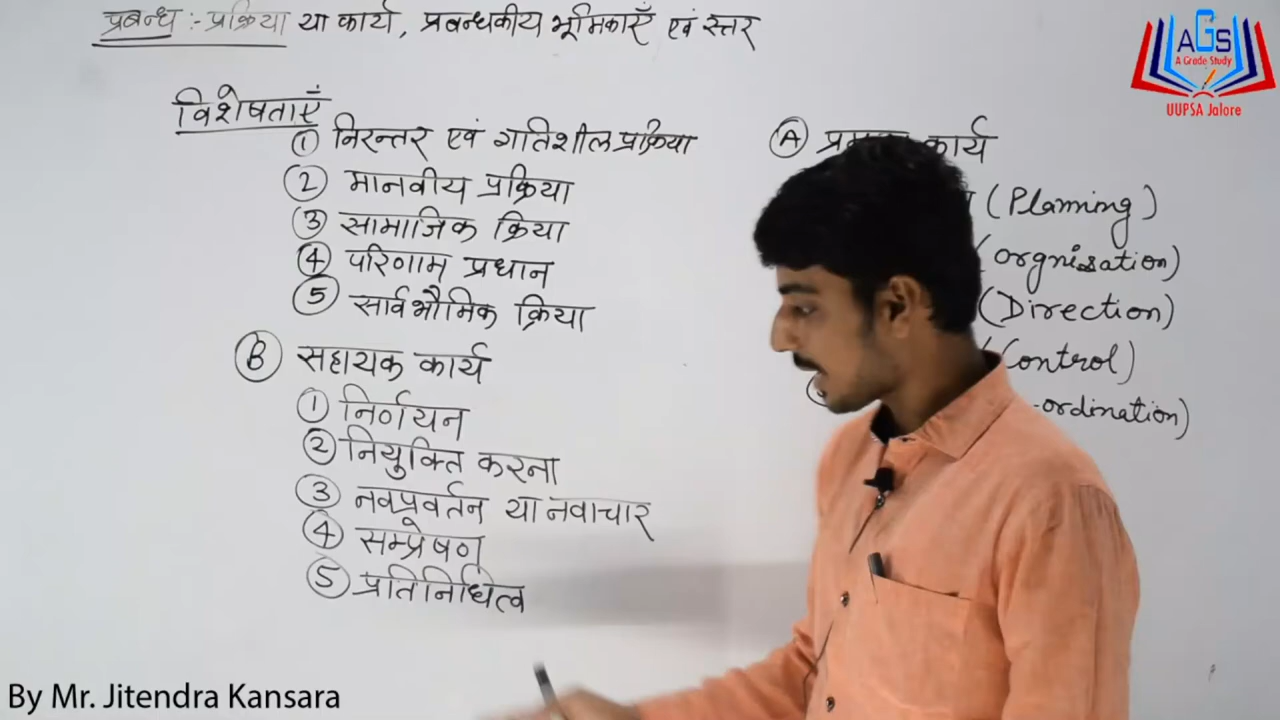 प्रबन्ध :- प्रक्रिया या कार्य, प्रबन्धकीय भूमिकाएँ एवं स्तर
AGS
A Grade Study
UUPSA Jalore
विशेषताएँ
① निरन्तर एवं गतिशील प्रक्रिया
② मानवीय प्रक्रिया
③ सामाजिक क्रिया
④ परिणाम प्रधान
⑤ सार्वभौमिक क्रिया
Ⓑ सहायक कार्य
① निर्णयन
② नियुक्ति करना
③ नवप्रवर्तन या नवाचार
④ सम्प्रेषण
⑤ प्रतिनिधित्व
Ⓐ कार्य
(Planning)
(orgnisation)
(Direction)
(Control)
-ordination)
By Mr. Jitendra Kansara